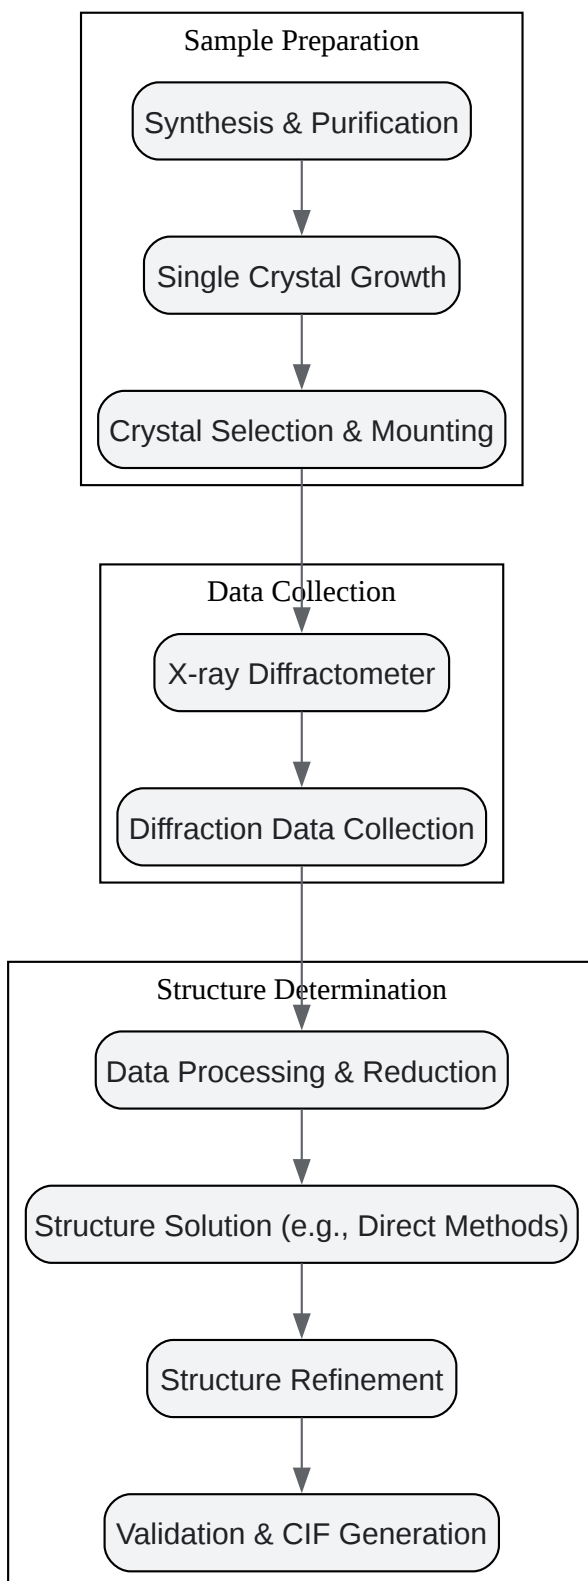 Sample Preparation
Synthesis & Purification
Single Crystal Growth
Crystal Selection & Mounting
Data Collection
X-ray Diffractometer
Diffraction Data Collection
Structure Determination
Data Processing & Reduction
Structure Solution (e.g., Direct Methods)
Structure Refinement
Validation & CIF Generation